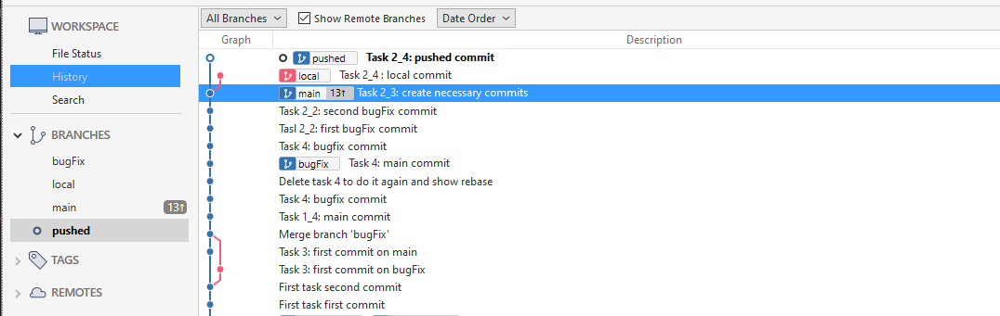 WORKSPACE
File Status
History
Search
BRANCHES
bugFix
local
main 13↑
pushed
TAGS
REMOTES
All Branches Show Remote Branches Date Order
Graph Description
pushed Task 2_4: pushed commit
local Task 2_4 : local commit
main 13↑ Task 2_3: create necessary commits
Task 2_2: second bugFix commit
Tasl 2_2: first bugFix commit
Task 4: bugfix commit
bugFix Task 4: main commit
Delete task 4 to do it again and show rebase
Task 4: bugfix commit
Task 1_4: main commit
Merge branch 'bugFix'
Task 3: first commit on main
Task 3: first commit on bugFix
First task second commit
First task first commit